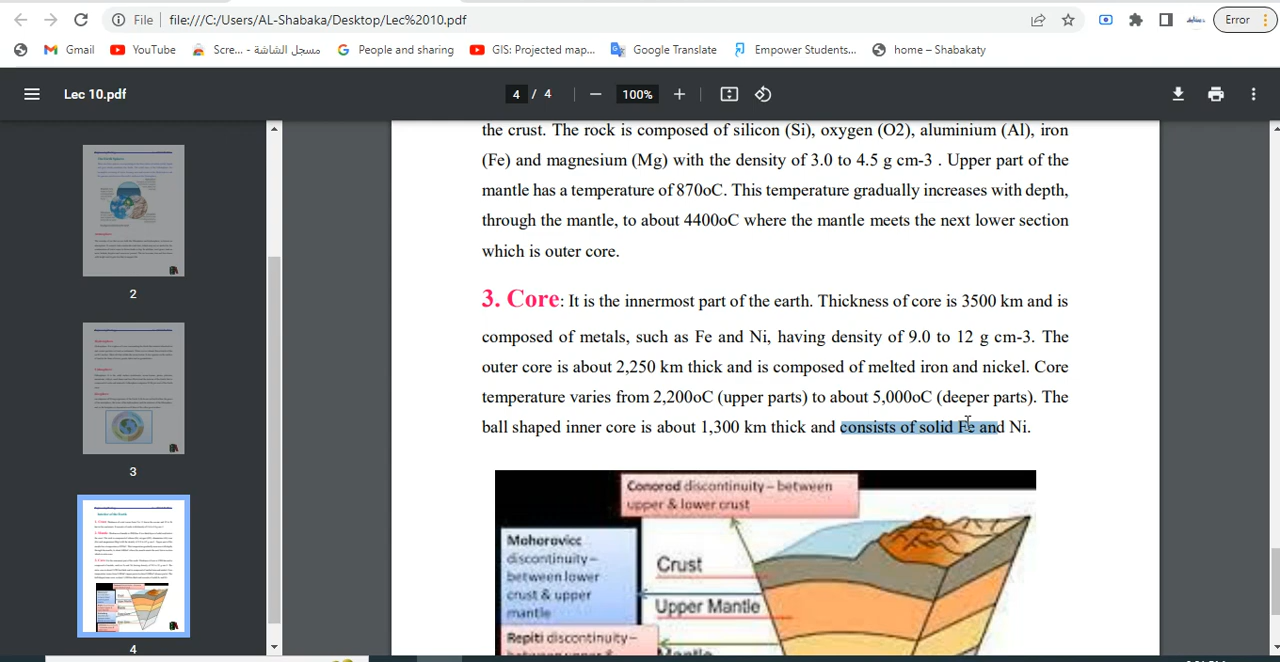 File
file:///C:/Users/AL-Shabaka/Desktop/Lec%2010.pdf
Error
Gmail
YouTube
Scre... - مسجل الشاشة
People and sharing
GIS: Projected map...
Google Translate
Empower Students...
home – Shabakaty
Lec 10.pdf
4 / 4
100%
2
3
4
the crust. The rock is composed of silicon (Si), oxygen (O2), aluminium (Al), iron
(Fe) and magnesium (Mg) with the density of 3.0 to 4.5 g cm-3 . Upper part of the
mantle has a temperature of 870oC. This temperature gradually increases with depth,
through the mantle, to about 4400oC where the mantle meets the next lower section
which is outer core.
3. Core: It is the innermost part of the earth. Thickness of core is 3500 km and is
composed of metals, such as Fe and Ni, having density of 9.0 to 12 g cm-3. The
outer core is about 2,250 km thick and is composed of melted iron and nickel. Core
temperature varies from 2,200oC (upper parts) to about 5,000oC (deeper parts). The
ball shaped inner core is about 1,300 km thick and consists of solid Fe and Ni.
Conorod discontinuity – between
upper & lower crust
Mohorovicc
discontinuity –
between lower
crust & upper
mantle
Repiti discontinuity –
Crust
Upper Mantle
Mantle